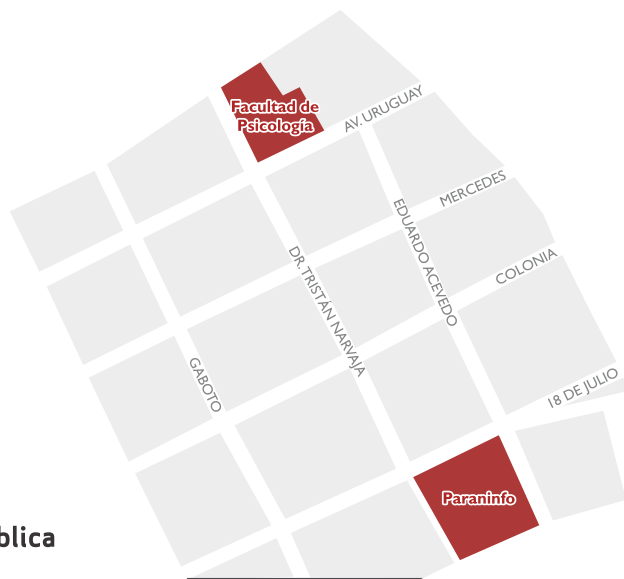 Facultad de
Psicología
AV. URUGUAY
MERCEDES
EDUARDO ACEVEDO
COLONIA
DR. TRISTÁN NARVAJA
GABOTO
18 DE JULIO
Paraninfo
blica